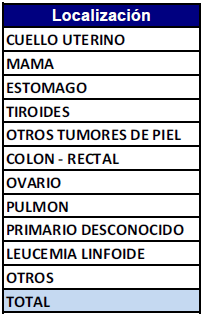 Localización
CUELLO UTERINO
MAMA
ESTOMAGO
TIROIDES
OTROS TUMORES DE PIEL
COLON - RECTAL
OVARIO
PULMON
PRIMARIO DESCONOCIDO
LEUCEMIA LINFOIDE
OTROS
TOTAL